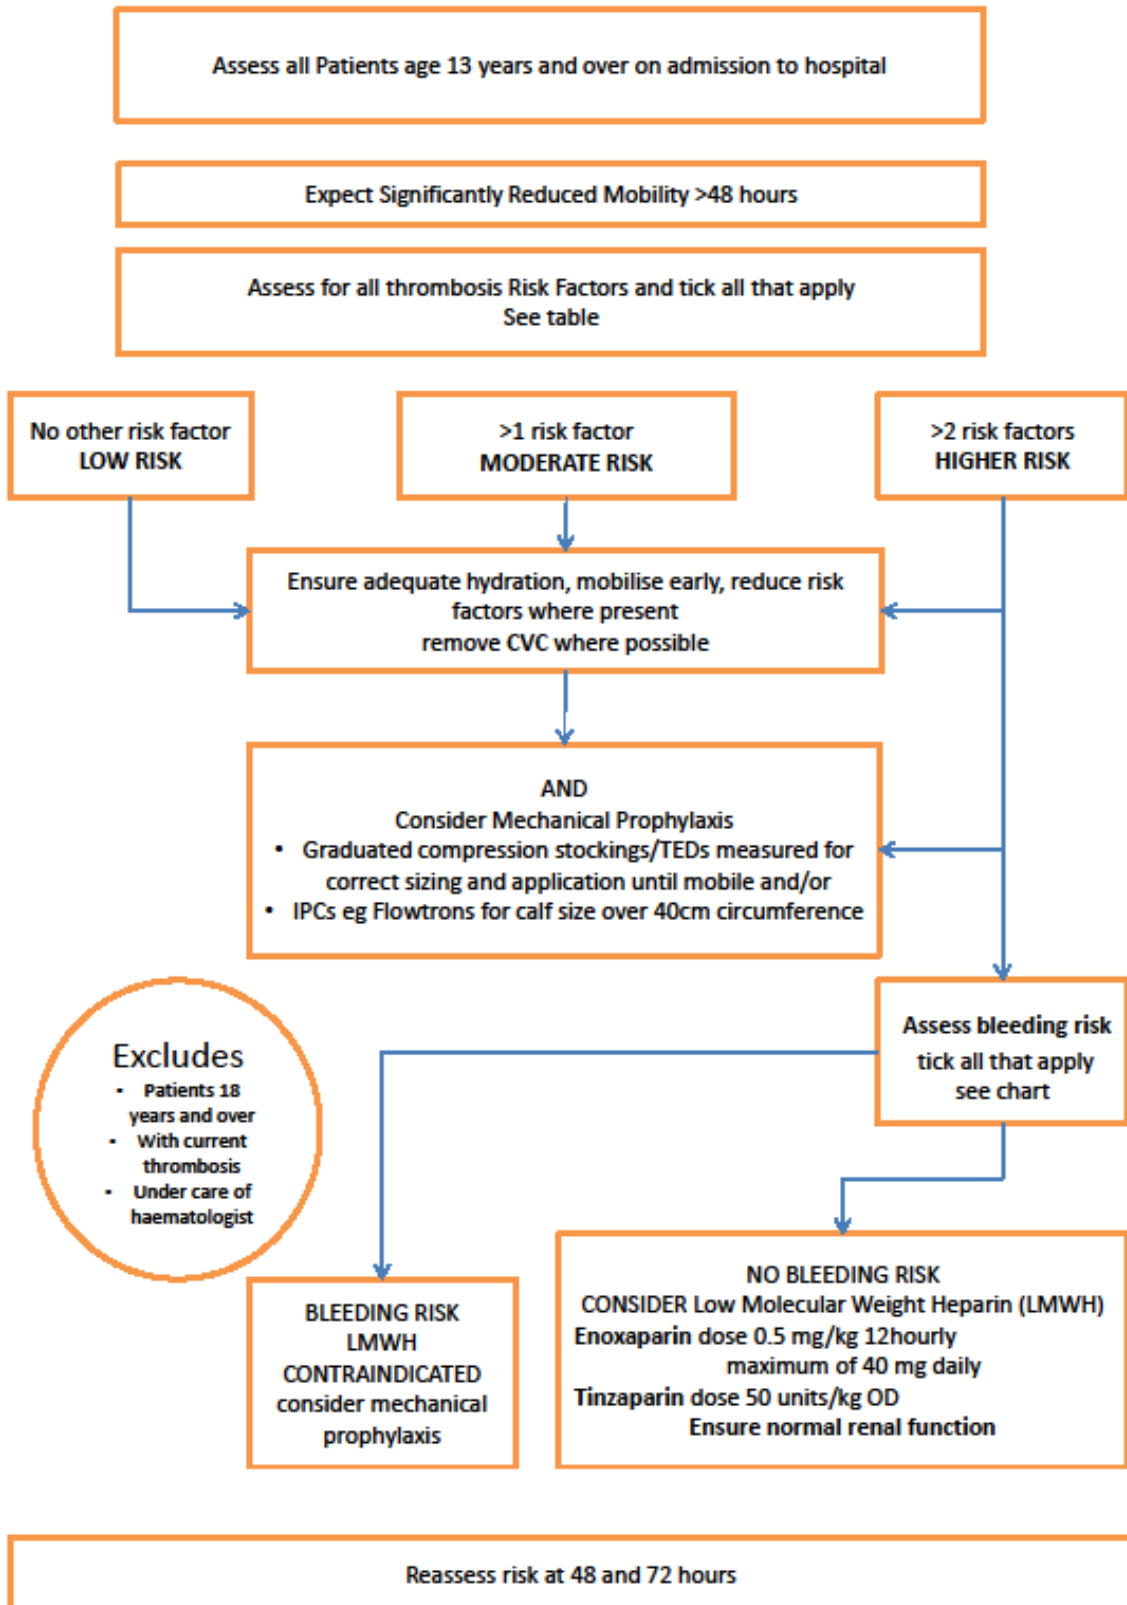 Assess all Patients age 13 years and over on admission to hospital
Expect Significantly Reduced Mobility >48 hours
Assess for all thrombosis Risk Factors and tick all that apply
See table
No other risk factor
LOW RISK
>1 risk factor
MODERATE RISK
>2 risk factors
HIGHER RISK
Ensure adequate hydration, mobilise early, reduce risk
factors where present
remove CVC where possible
AND
Consider Mechanical Prophylaxis
• Graduated compression stockings/TEDs measured for
correct sizing and application until mobile and/or
• IPCs eg Flowtrons for calf size over 40cm circumference
Excludes
• Patients 18
years and over
• With current
thrombosis
• Under care of
haematologist
Assess bleeding risk
tick all that apply
see chart
BLEEDING RISK
LMWH
CONTRAINDICATED
consider mechanical
prophylaxis
NO BLEEDING RISK
CONSIDER Low Molecular Weight Heparin (LMWH)
Enoxaparin dose 0.5 mg/kg 12hourly
maximum of 40 mg daily
Tinzaparin dose 50 units/kg OD
Ensure normal renal function
Reassess risk at 48 and 72 hours